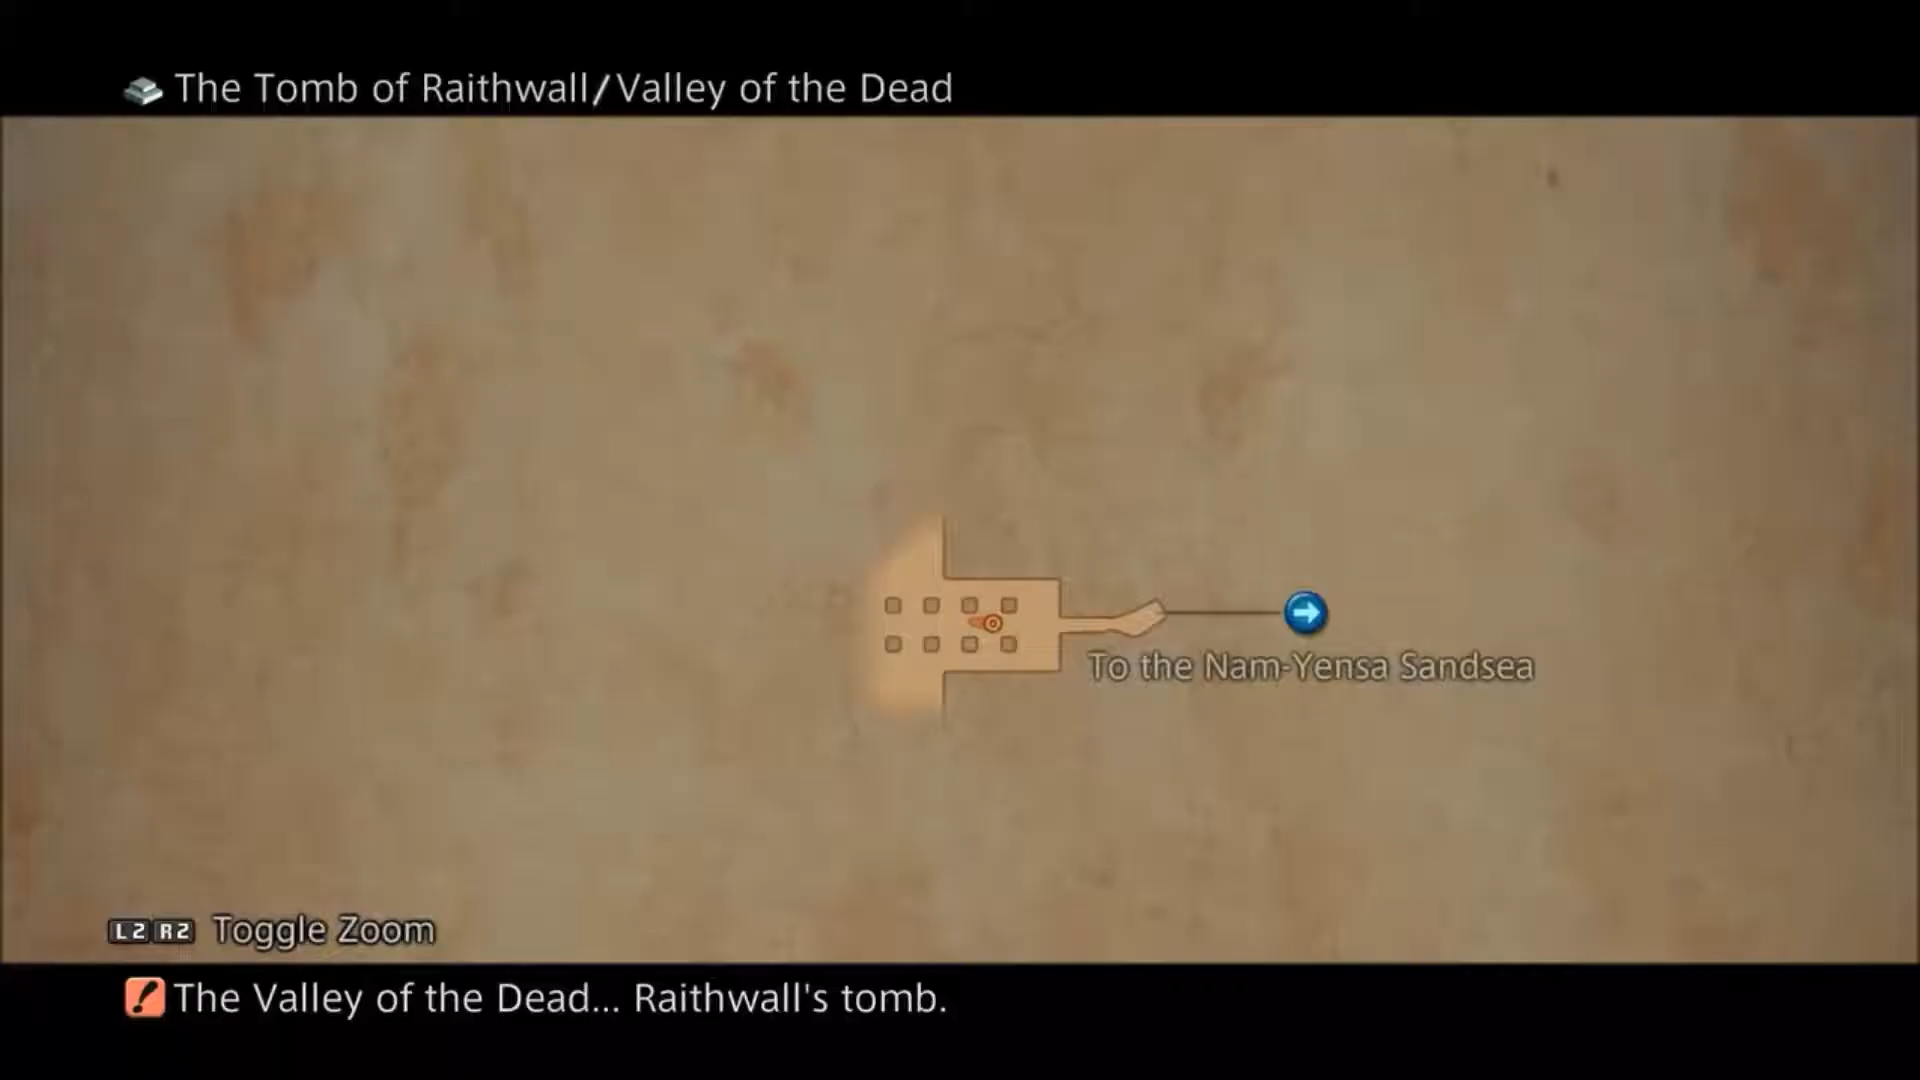 The Tomb of Raithwall/Valley of the Dead
To the Nam-Yensa Sandsea
L2 R2 Toggle Zoom
The Valley of the Dead... Raithwall's tomb.